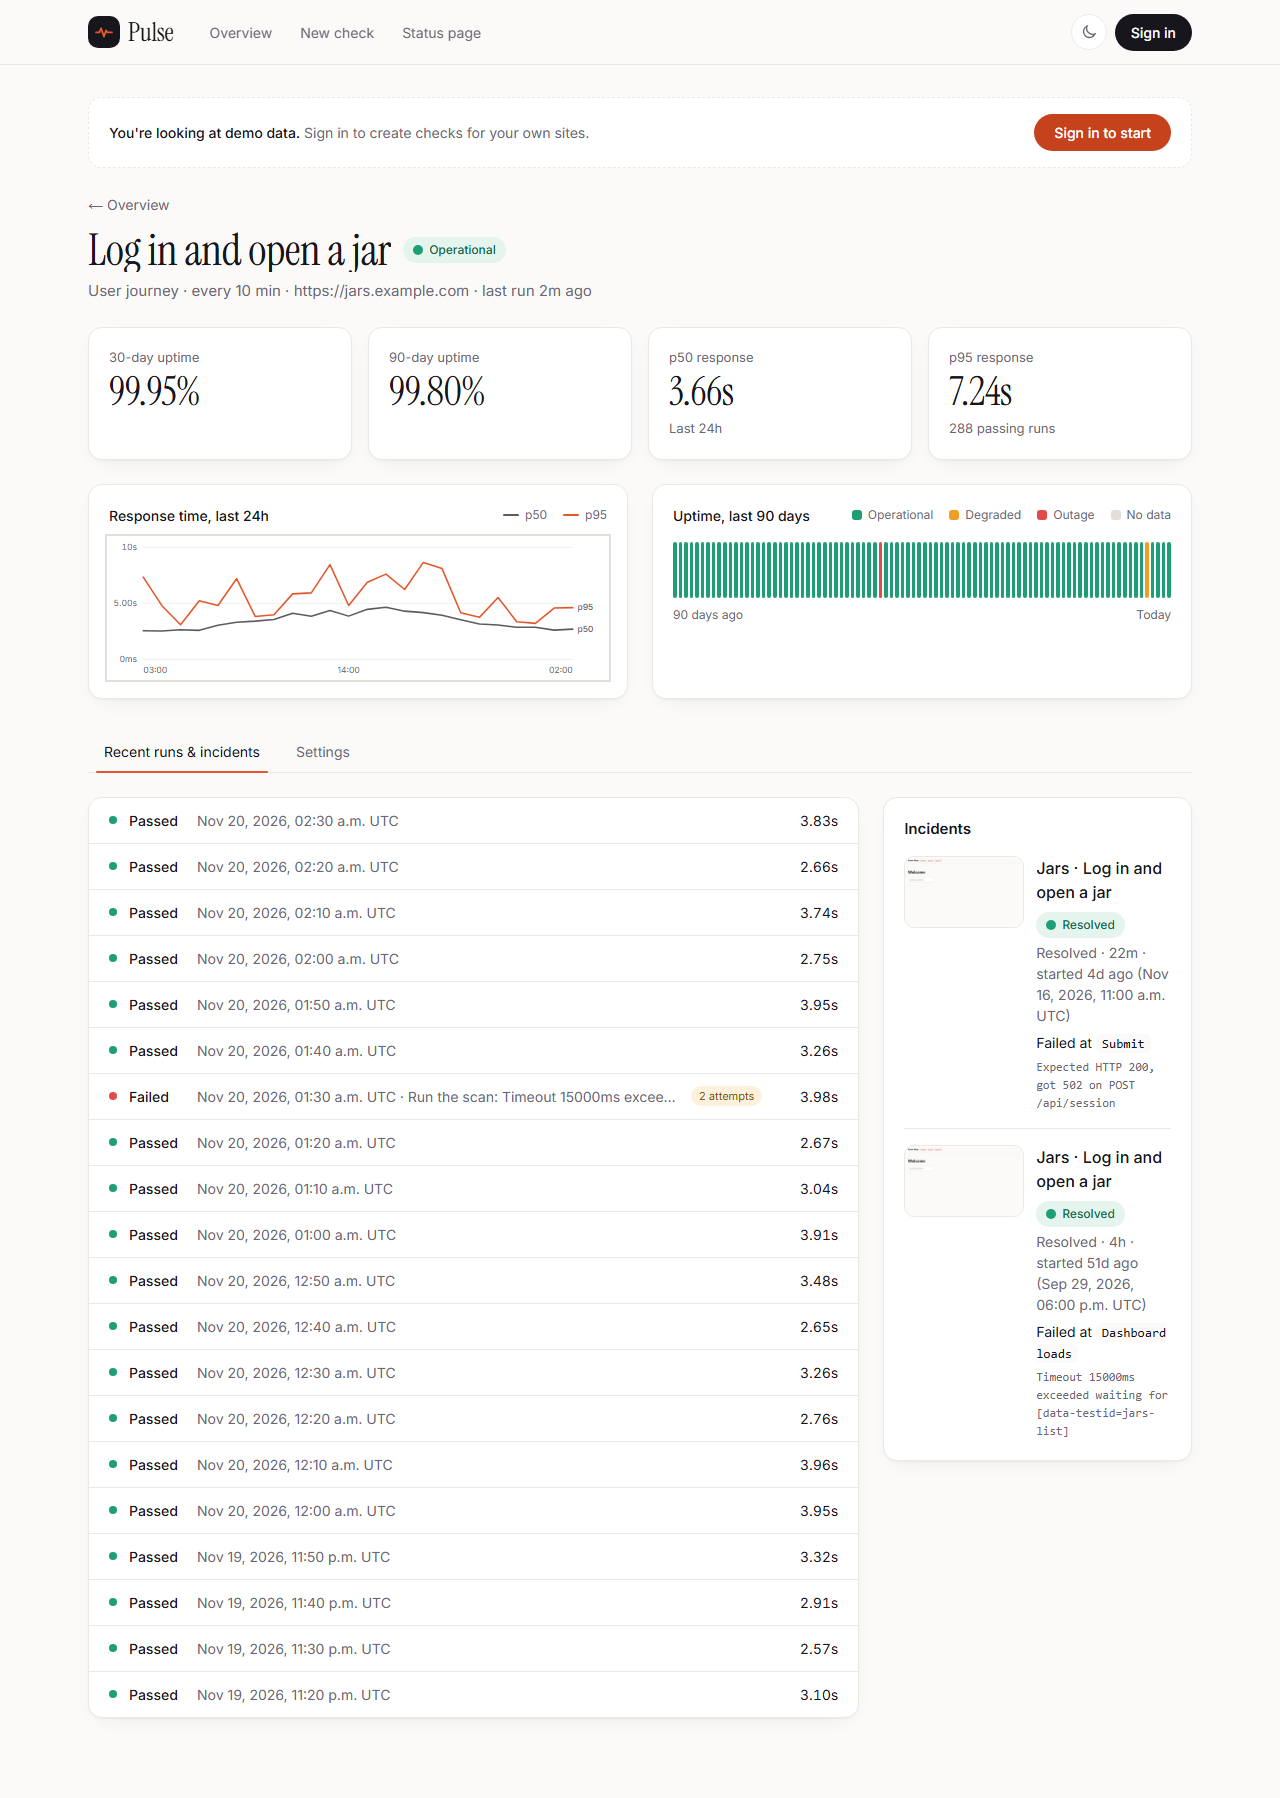 Pulse
Overview
New check
Status page
Sign in
You're looking at demo data. Sign in to create checks for your own sites.
Sign in to start
← Overview
Log in and open a jar
Operational
User journey · every 10 min · https://jars.example.com · last run 2m ago
30-day uptime
99.95%
90-day uptime
99.80%
p50 response
3.66s
Last 24h
p95 response
7.24s
288 passing runs
Response time, last 24h
p50
p95
10s
5.00s
0ms
p95
p50
03:00
14:00
02:00
Uptime, last 90 days
Operational
Degraded
Outage
No data
90 days ago
Today
Recent runs & incidents
Settings
Passed Nov 20, 2026, 02:30 a.m. UTC 3.83s
Passed Nov 20, 2026, 02:20 a.m. UTC 2.66s
Passed Nov 20, 2026, 02:10 a.m. UTC 3.74s
Passed Nov 20, 2026, 02:00 a.m. UTC 2.75s
Passed Nov 20, 2026, 01:50 a.m. UTC 3.95s
Passed Nov 20, 2026, 01:40 a.m. UTC 3.26s
Failed Nov 20, 2026, 01:30 a.m. UTC · Run the scan: Timeout 15000ms excee... 2 attempts 3.98s
Passed Nov 20, 2026, 01:20 a.m. UTC 2.67s
Passed Nov 20, 2026, 01:10 a.m. UTC 3.04s
Passed Nov 20, 2026, 01:00 a.m. UTC 3.91s
Passed Nov 20, 2026, 12:50 a.m. UTC 3.48s
Passed Nov 20, 2026, 12:40 a.m. UTC 2.65s
Passed Nov 20, 2026, 12:30 a.m. UTC 3.26s
Passed Nov 20, 2026, 12:20 a.m. UTC 2.76s
Passed Nov 20, 2026, 12:10 a.m. UTC 3.96s
Passed Nov 20, 2026, 12:00 a.m. UTC 3.95s
Passed Nov 19, 2026, 11:50 p.m. UTC 3.32s
Passed Nov 19, 2026, 11:40 p.m. UTC 2.91s
Passed Nov 19, 2026, 11:30 p.m. UTC 2.57s
Passed Nov 19, 2026, 11:20 p.m. UTC 3.10s
Incidents
Welcome
Jars · Log in and
open a jar
Resolved
Resolved · 22m ·
started 4d ago (Nov
16, 2026, 11:00 a.m.
UTC)
Failed at Submit
Expected HTTP 200,
got 502 on POST
/api/session
Welcome
Jars · Log in and
open a jar
Resolved
Resolved · 4h ·
started 51d ago
(Sep 29, 2026,
06:00 p.m. UTC)
Failed at Dashboard
loads
Timeout 15000ms
exceeded waiting for
[data-testid=jars-
list]